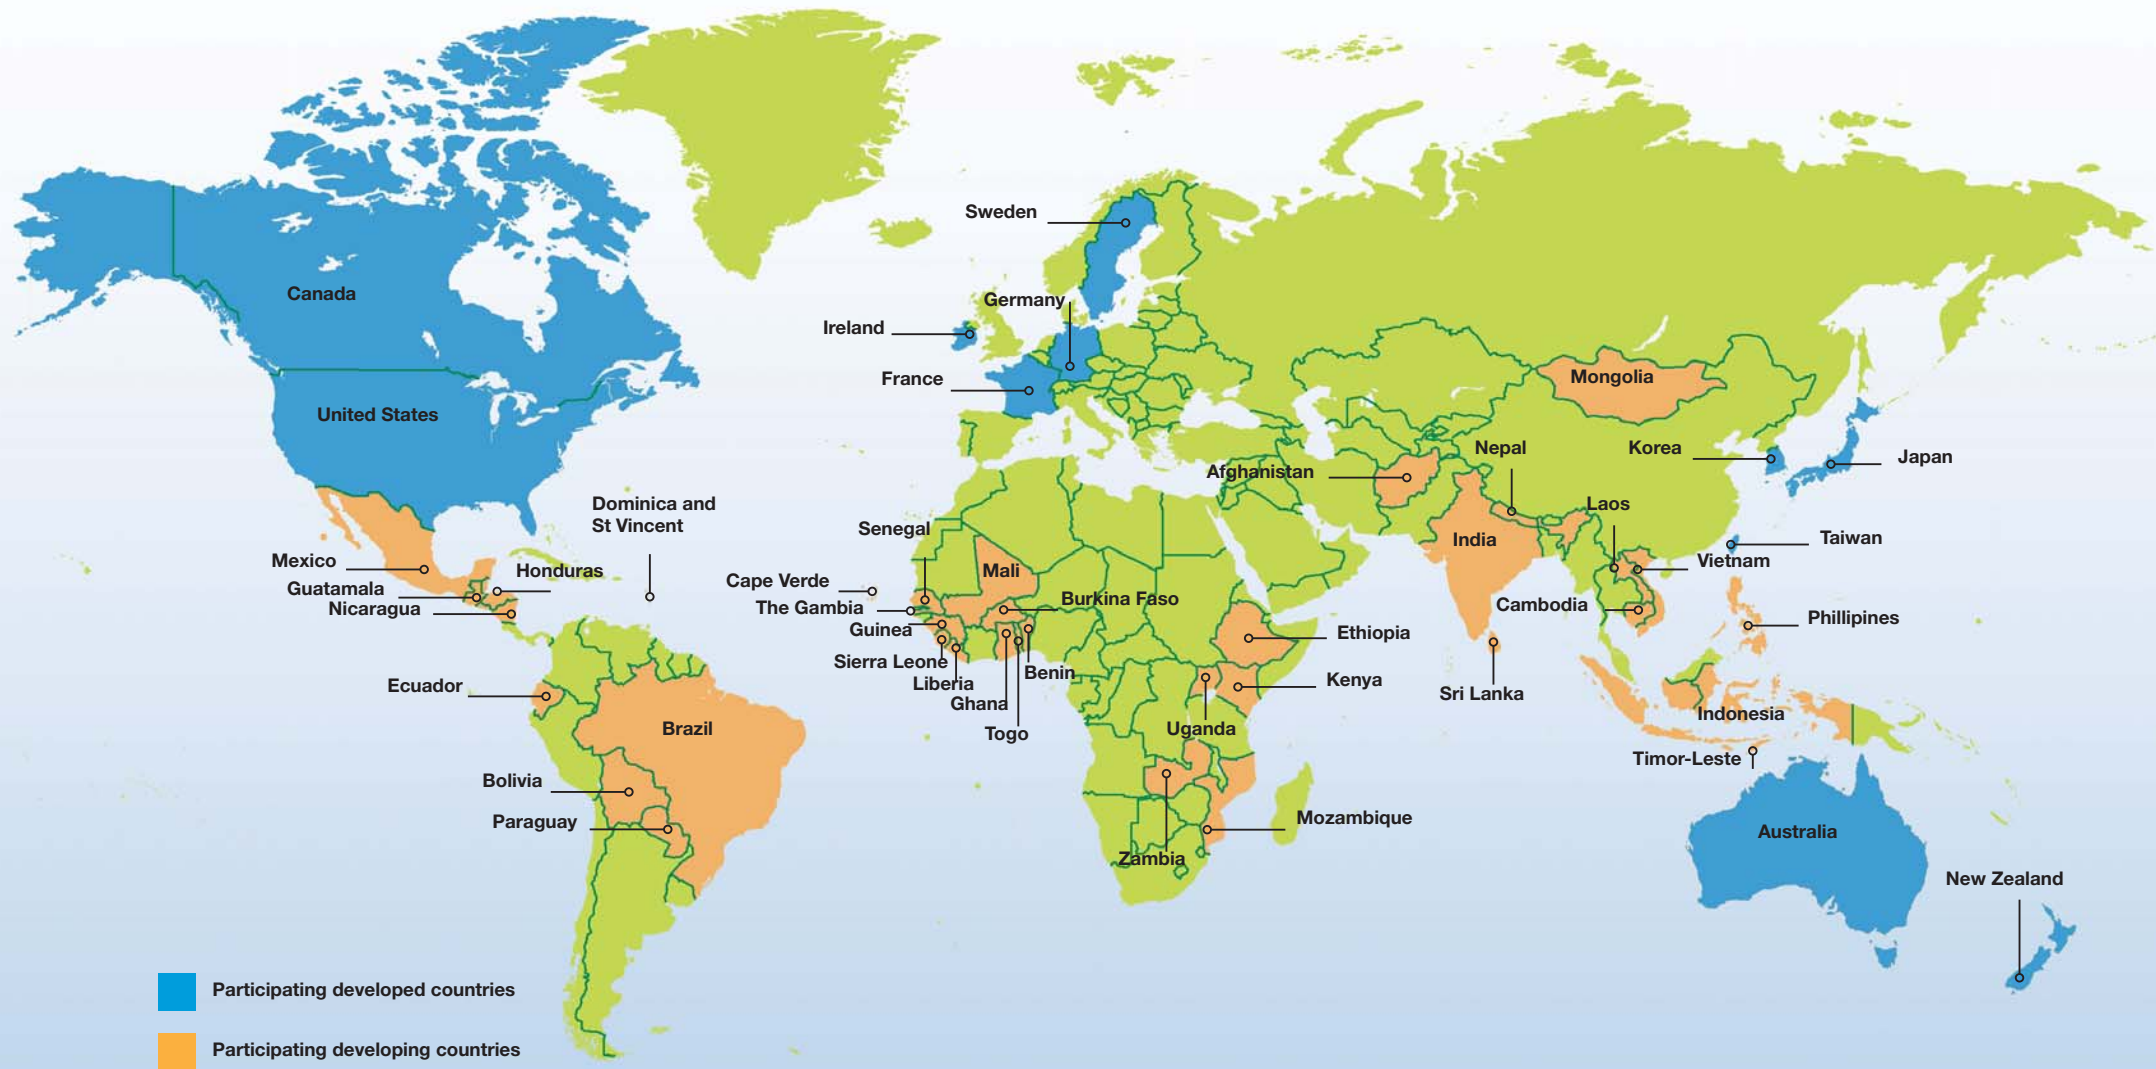 Sweden
Germany
Canada
Ireland
France
Mongolia
United States
Nepal
Korea
Japan
Afghanistan
Dominica and
St Vincent
Laos
Senegal
India
Taiwan
Mexico
Honduras
Mali
Vietnam
Cape Verde
Guatamala
Burkina Faso
Nicaragua
The Gambia
Cambodia
Phillipines
Guinea
Ethiopia
Sierra Leone
Benin
Liberia
Kenya
Ecuador
Sri Lanka
Ghana
Indonesia
Brazil
Togo
Uganda
Timor-Leste
Bolivia
Paraguay
Mozambique
Australia
Zambia
New Zealand
Participating developed countries
Participating developing countries